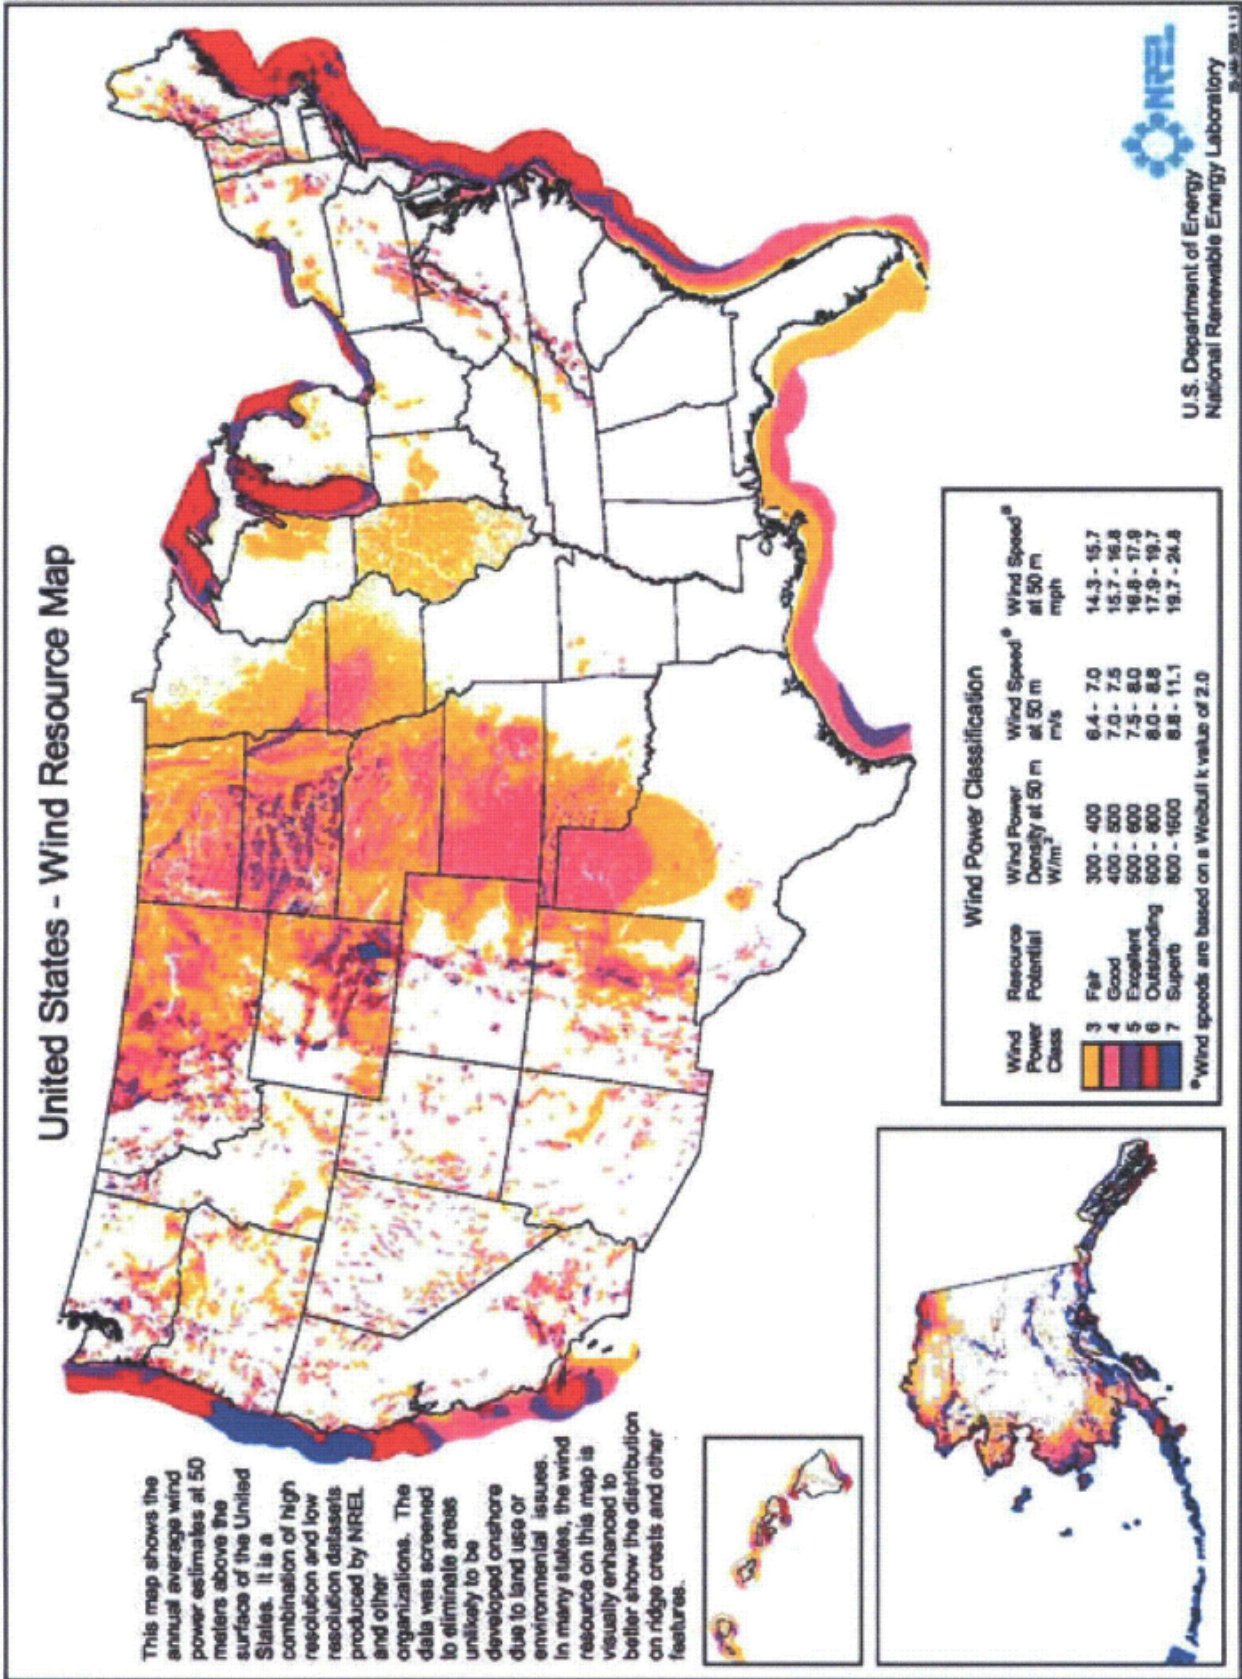 United States - Wind Resource Map
This map shows the
annual average wind
power estimates at 50
meters above the
surface of the United
States. It is a
combination of high
resolution and low
resolution datasets
produced by NREL
and other
organizations. The
data was screened
to eliminate areas
unlikely to be
developed onshore
due to land use or
environmental issues.
In many states, the wind
resource on this map is
visually enhanced to
better show the distribution
on ridge crests and other
features.
Wind Power Classification
Wind Power Class Resource Potential Wind Power Density at 50 m W/m² Wind Speedª at 50 m m/s Wind Speedª at 50 m mph
3 Fair 300 - 400 6.4 - 7.0 14.3 - 15.7
4 Good 400 - 500 7.0 - 7.5 15.7 - 16.8
5 Excellent 500 - 600 7.5 - 8.0 16.8 - 17.9
6 Outstanding 600 - 800 8.0 - 8.8 17.9 - 19.7
7 Superb 800 - 1600 8.8 - 11.1 19.7 - 24.8
ªWind speeds are based on a Weibull k value of 2.0
NREL
U.S. Department of Energy
National Renewable Energy Laboratory